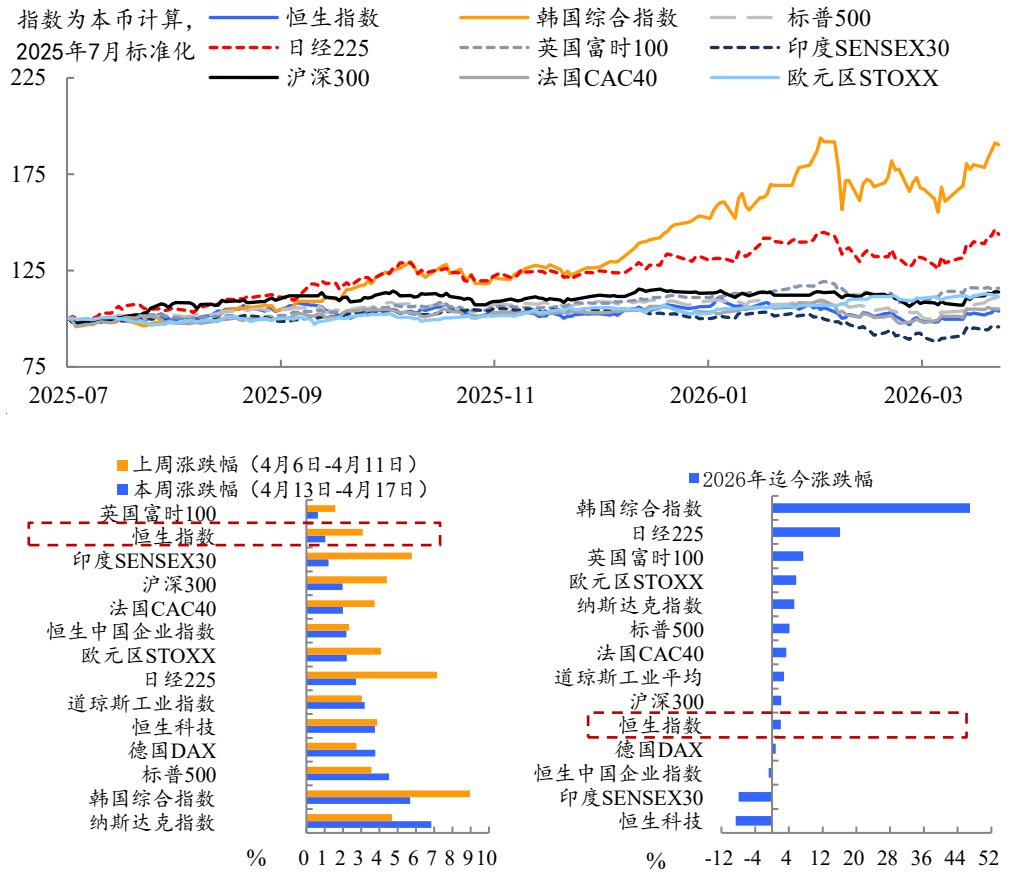 指数为本币计算，
2025年7月标准化
恒生指数
韩国综合指数
标普500
日经225
英国富时100
印度SENSEX30
沪深300
法国CAC40
欧元区STOXX
225
175
125
75
2025-07
2025-09
2025-11
2026-01
2026-03
上周涨跌幅（4月6日-4月11日）
本周涨跌幅（4月13日-4月17日）
英国富时100
恒生指数
印度SENSEX30
沪深300
法国CAC40
恒生中国企业指数
欧元区STOXX
日经225
道琼斯工业指数
恒生科技
德国DAX
标普500
韩国综合指数
纳斯达克指数
% 0 1 2 3 4 5 6 7 8 9 10
2026年迄今涨跌幅
韩国综合指数
日经225
英国富时100
欧元区STOXX
纳斯达克指数
标普500
法国CAC40
道琼斯工业平均
沪深300
恒生指数
德国DAX
恒生中国企业指数
印度SENSEX30
恒生科技
% -12 -4 4 12 20 28 36 44 52